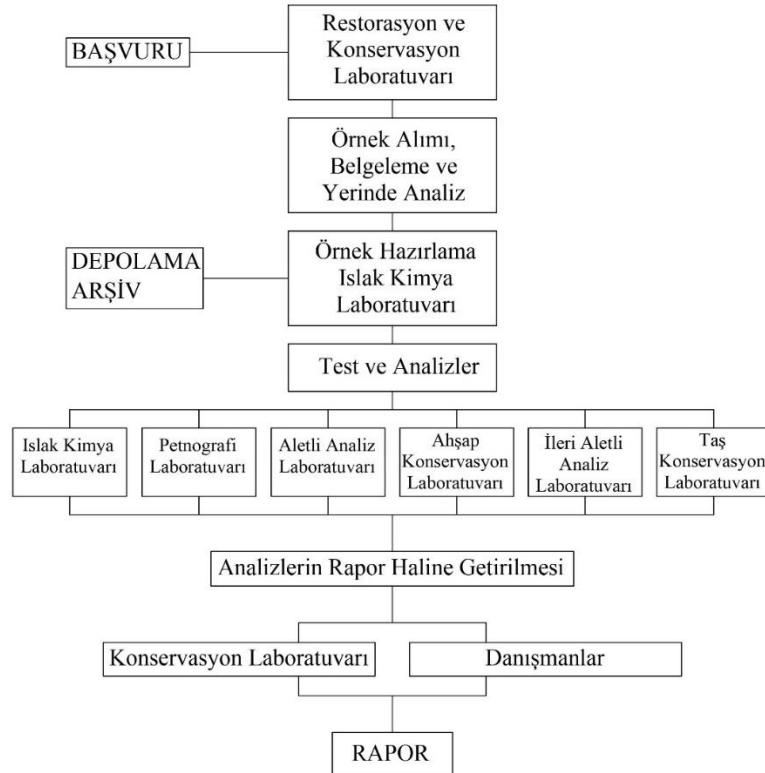 BAŞVURU
Restorasyon ve
Konservasyon
Laboratuvarı
Örnek Alımı,
Belgeleme ve
Yerinde Analiz
DEPOLAMA
ARŞİV
Örnek Hazırlama
Islak Kimya
Laboratuvarı
Test ve Analizler
Islak Kimya
Laboratuvarı
Petnografi
Laboratuvarı
Aletli Analiz
Laboratuvarı
Ahşap
Konservasyon
Laboratuvarı
İleri Aletli
Analiz
Laboratuvarı
Taş
Konservasyon
Laboratuvarı
Analizlerin Rapor Haline Getirilmesi
Konservasyon Laboratuvarı
Danışmanlar
RAPOR